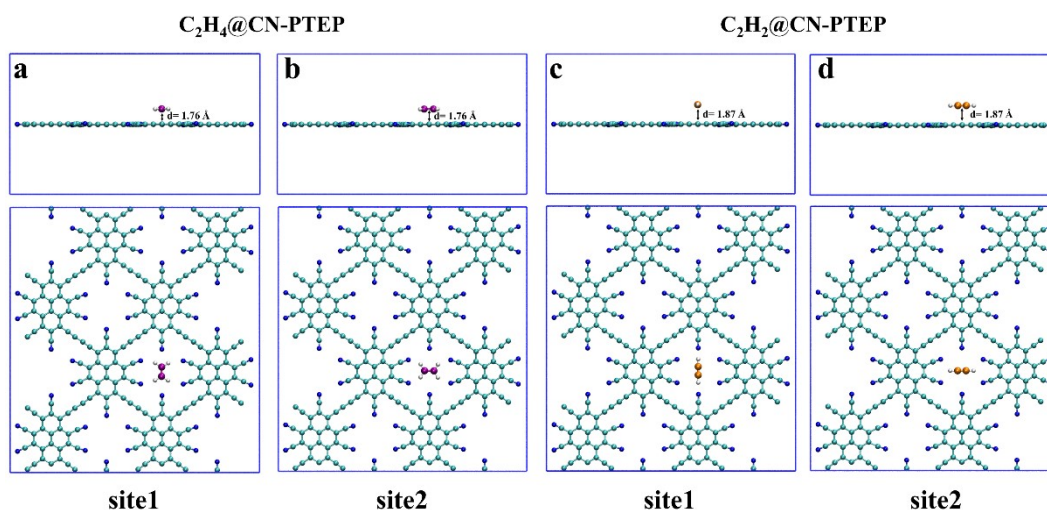 C₂H₄@CN-PTEP
C₂H₂@CN-PTEP
a
d= 1.76 Å
b
d= 1.76 Å
c
d= 1.87 Å
d
d= 1.87 Å
site1
site2
site1
site2